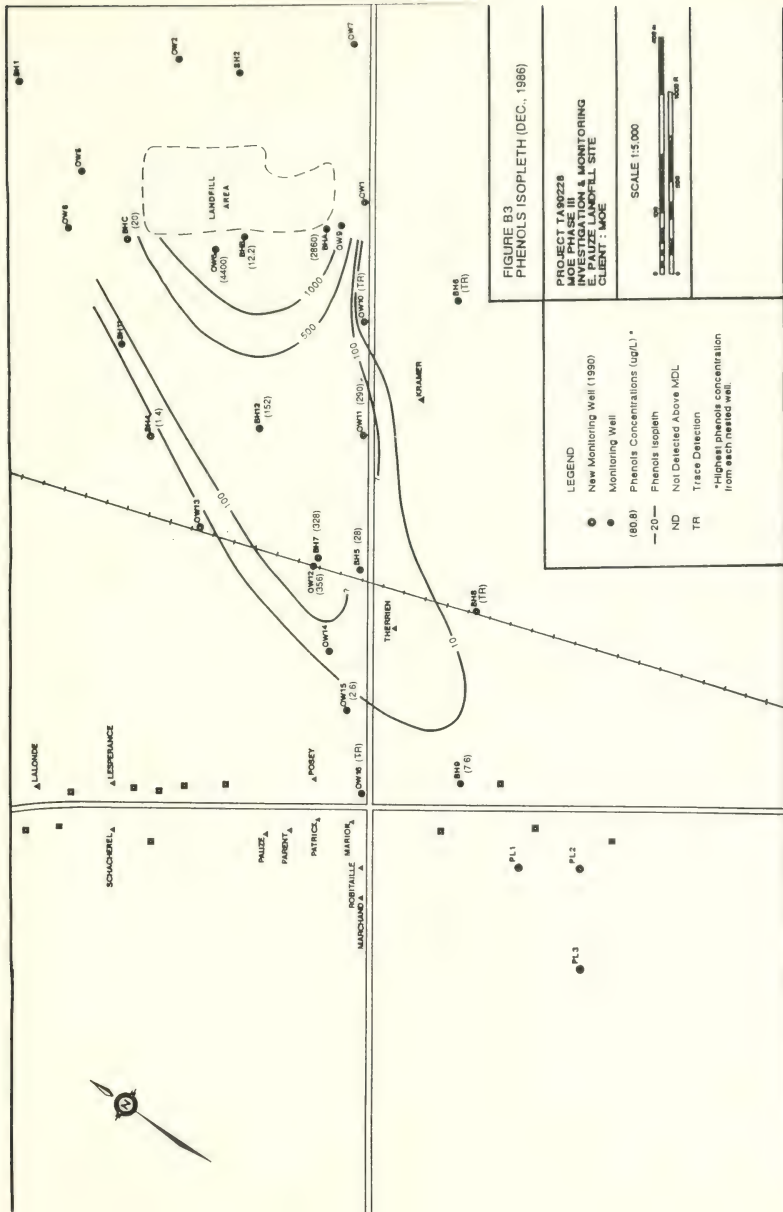 BH1
OW2
BH2
OW7
OW5
OW8
BHC
(20)
LANDFILL
AREA
(4400)
BHB
(12.2)
BHA
(2860)
OW9
OW1
1000
500
OW10 (TR)
100
BH6
(TR)
KRAMER
BH4
(1.4)
BH12
(152)
OW11 (290)
?
OW13
100
BH7 (328)
OW12
(356)
BH5 (28)
?
OW14
THERRIEN
BH8
(TR)
10
OW15
(2.6)
LALONDE
LESPERANCE
POSEY
OW16 (TR)
BH9
(7.6)
SCHACHEREL
PAUZE
PARENT
PATRICK
MARION
ROBITAILLE
MARCHAND
PL1
PL2
PL3
N
LEGEND
New Monitoring Well (1990)
Monitoring Well
(80.8) Phenols Concentrations (ug/L) *
—20— Phenols Isopleth
ND Not Detected Above MDL
TR Trace Detection
*Highest phenols concentration
from each nested well.
FIGURE B3
PHENOLS ISOPLETH (DEC., 1986)
PROJECT TA90228
MOE PHASE III
INVESTIGATION & MONITORING
E. PAUZE LANDFILL SITE
CLIENT : MOE
SCALE 1:5,000